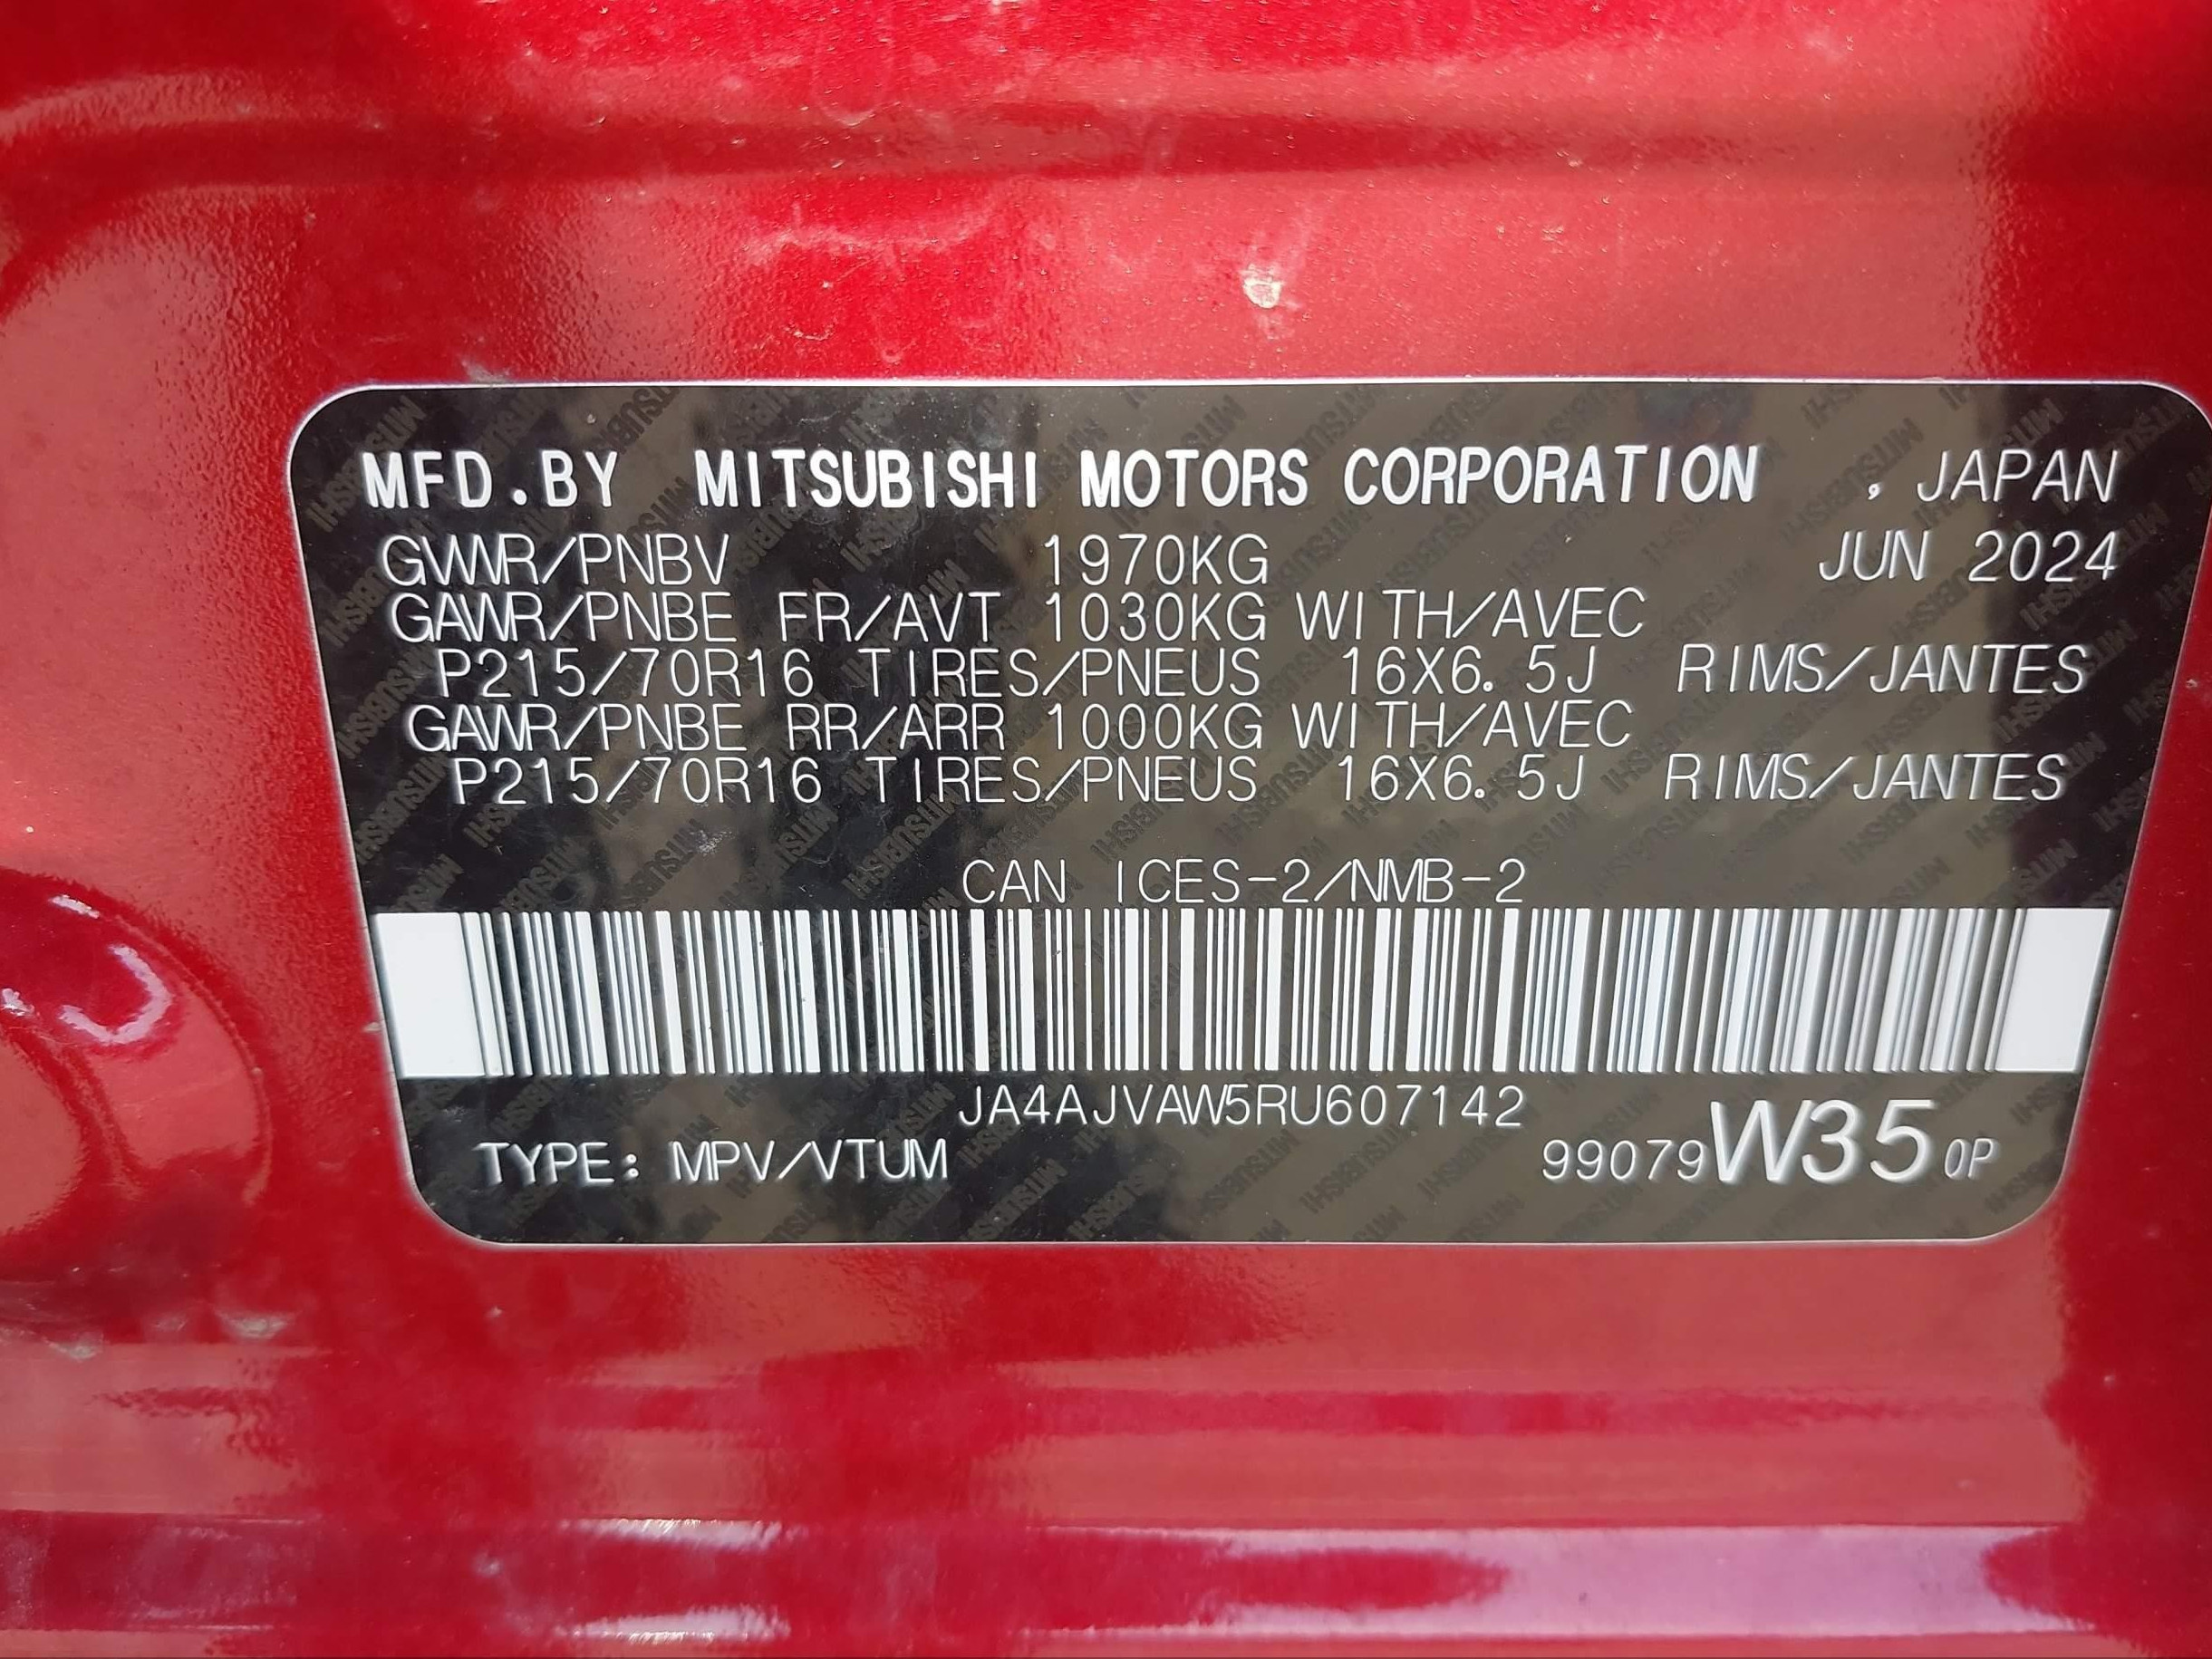 MFD.BY MITSUBISHI MOTORS CORPORATION , JAPAN
GVWR/PNBV 1970KG JUN 2024
GAWR/PNBE FR/AVT 1030KG WITH/AVEC
P215/70R16 TIRES/PNEUS 16X6.5J RIMS/JANTES
GAWR/PNBE RR/ARR 1000KG WITH/AVEC
P215/70R16 TIRES/PNEUS 16X6.5J RIMS/JANTES
CAN ICES-2/NMB-2
JA4AJVAW5RU607142
TYPE: MPV/VTUM 99079W350P